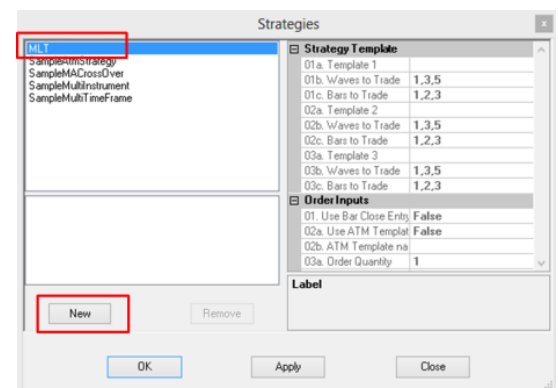 Strategies
x
MLT
SampleAtmStrategy
SampleMACrossOver
SampleMultiInstrument
SampleMultiTimeFrame
Strategy Template
01a. Template 1
01b. Waves to Trade 1,3,5
01c. Bars to Trade 1,2,3
02a. Template 2
02b. Waves to Trade 1,3,5
02c. Bars to Trade 1,2,3
03a. Template 3
03b. Waves to Trade 1,3,5
03c. Bars to Trade 1,2,3
Order Inputs
01. Use Bar Close Entry False
02a. Use ATM Templat False
02b. ATM Template na
03a. Order Quantity 1
Label
New Remove
OK Apply Close